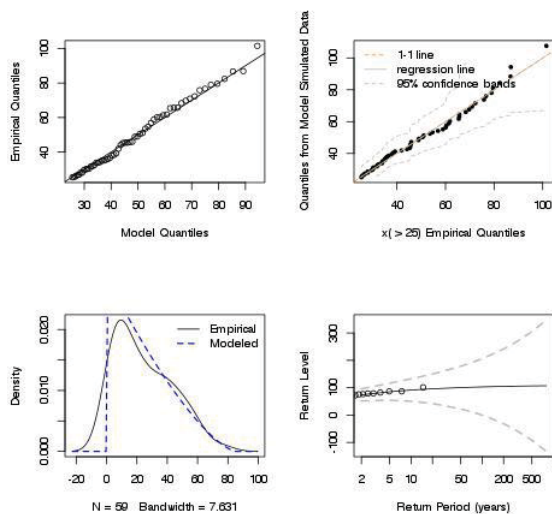 Empirical Quantiles
100
80
60
40
30 40 50 60 70 80 90
Model Quantiles
Quantiles from Model Simulated Data
100
80
60
40
1-1 line
regression line
95% confidence bands
40 60 80 100
x( > 25) Empirical Quantiles
Density
0.020
0.010
0.000
Empirical
Modeled
-20 0 20 40 60 80 100
N = 59 Bandwidth = 7.631
Return Level
300
100
0
-100
2 5 10 50 200 500
Return Period (years)